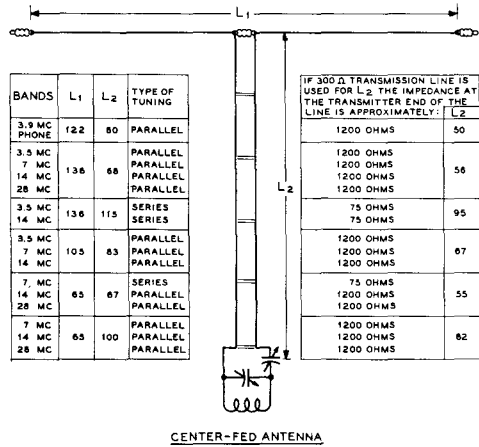 L1
BANDS L1 L2 TYPE OF TUNING
3.9 MC PHONE 122 60 PARALLEL
3.5 MC PARALLEL
7 MC PARALLEL
136 68
14 MC PARALLEL
28 MC PARALLEL
3.5 MC 136 115 SERIES
14 MC SERIES
3.5 MC PARALLEL
7 MC 105 83 PARALLEL
14 MC PARALLEL
7 MC SERIES
14 MC 65 67 PARALLEL
28 MC PARALLEL
7 MC PARALLEL
14 MC 65 100 PARALLEL
28 MC PARALLEL
L2
IF 300 Ω TRANSMISSION LINE IS
USED FOR L2 THE IMPEDANCE AT
THE TRANSMITTER END OF THE
LINE IS APPROXIMATELY: L2
1200 OHMS 50
1200 OHMS
1200 OHMS
56
1200 OHMS
1200 OHMS
75 OHMS 95
75 OHMS
1200 OHMS
1200 OHMS 67
1200 OHMS
75 OHMS
1200 OHMS 55
1200 OHMS
1200 OHMS
1200 OHMS 82
1200 OHMS
CENTER-FED ANTENNA